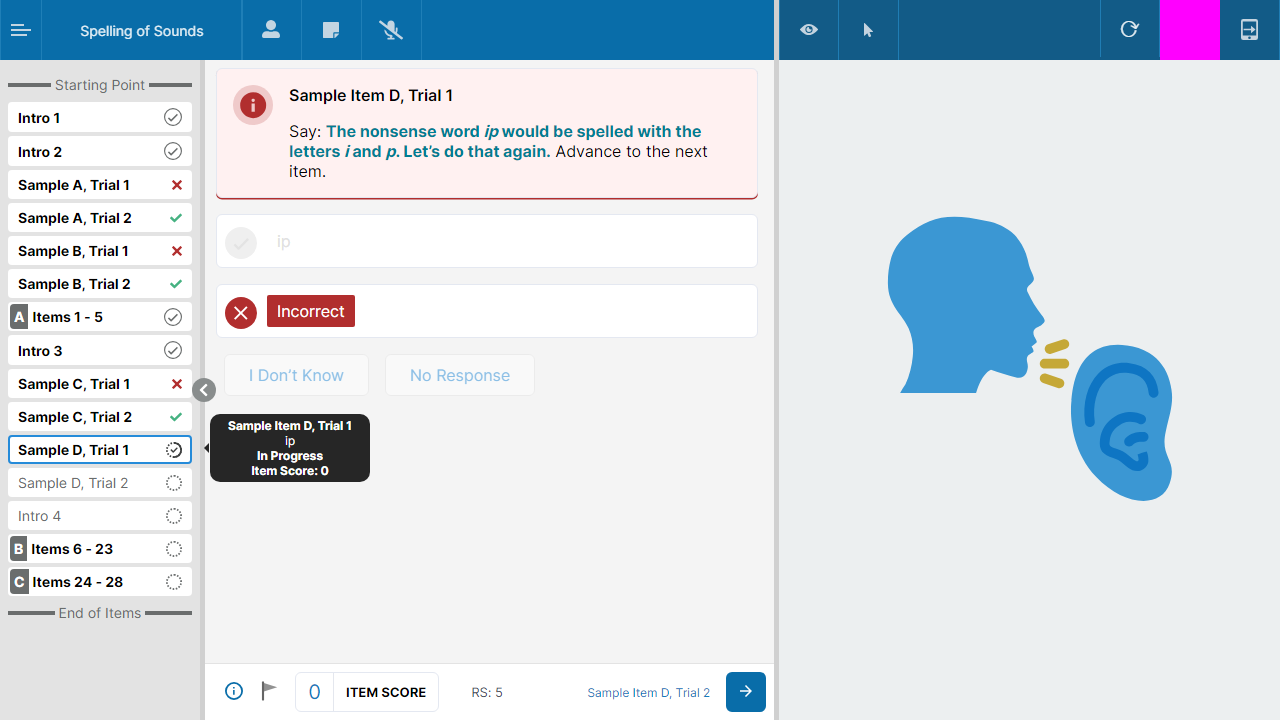 Spelling of Sounds
Starting Point
Intro 1
Intro 2
Sample A, Trial 1
Sample A, Trial 2
Sample B, Trial 1
Sample B, Trial 2
A Items 1 - 5
Intro 3
Sample C, Trial 1
Sample C, Trial 2
Sample D, Trial 1
Sample D, Trial 2
Intro 4
B Items 6 - 23
C Items 24 - 28
End of Items
Sample Item D, Trial 1
Say: The nonsense word ip would be spelled with the
letters i and p. Let’s do that again. Advance to the next
item.
ip
Incorrect
I Don’t Know
No Response
Sample Item D, Trial 1
ip
In Progress
Item Score: 0
0 ITEM SCORE
RS: 5
Sample Item D, Trial 2